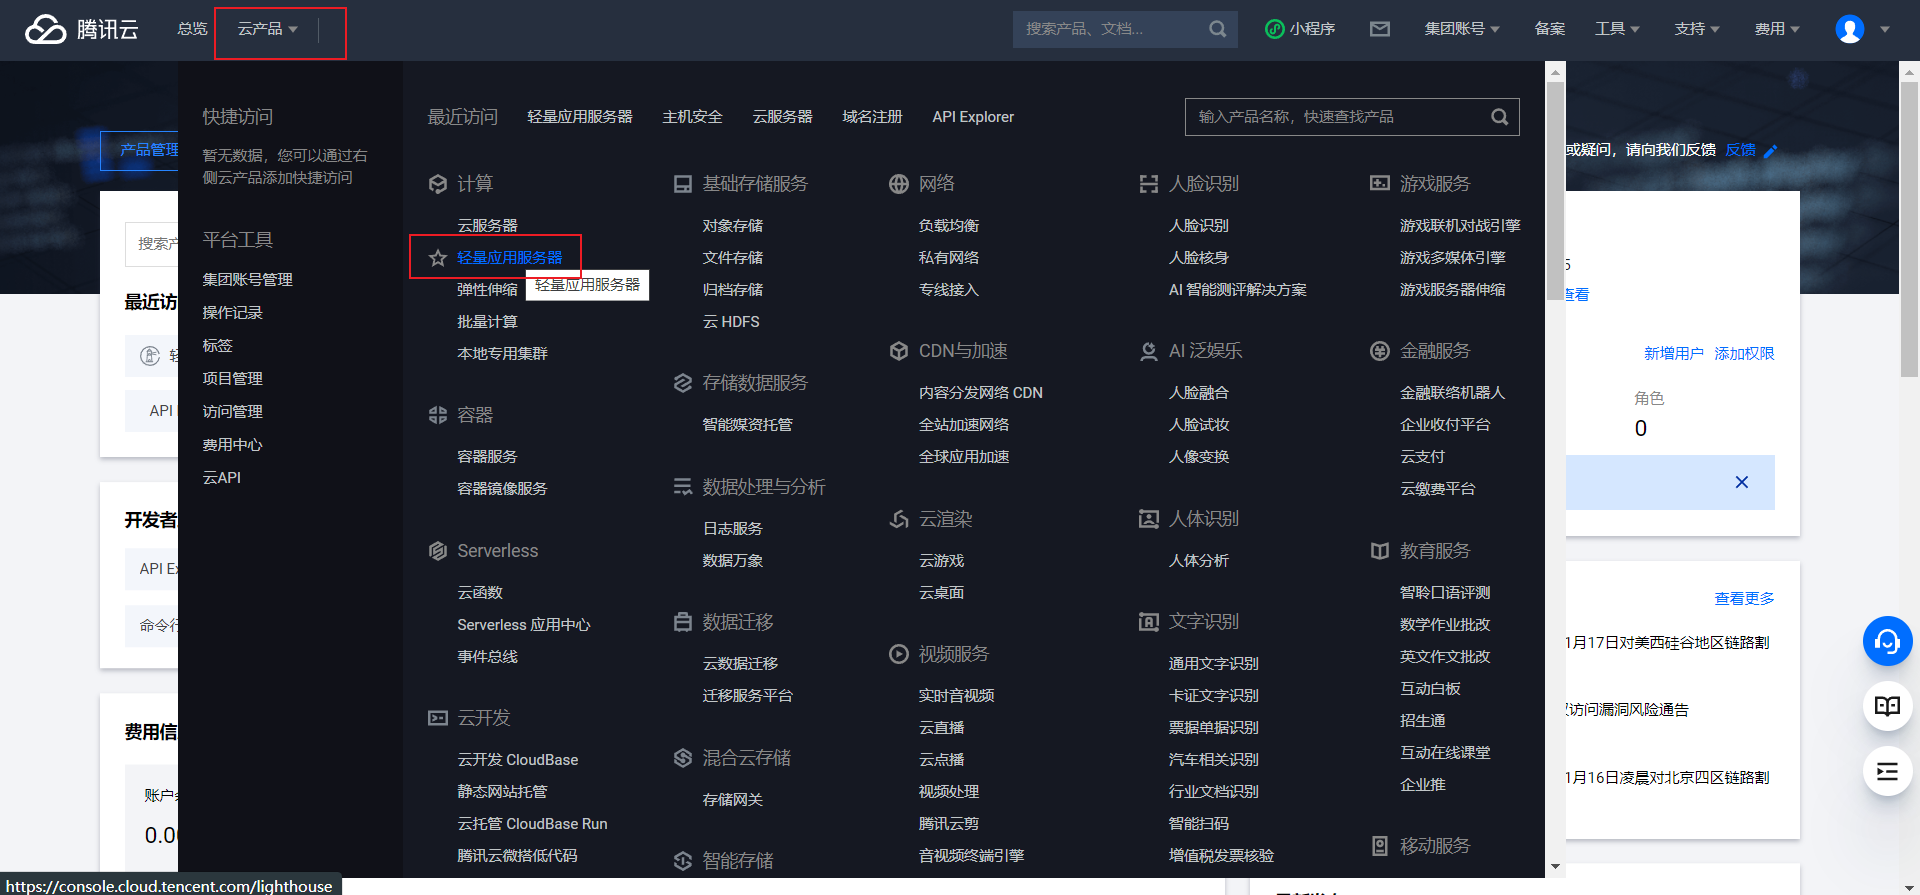 腾讯云
总览
云产品
搜索产品、文档...
小程序
集团账号
备案
工具
支持
费用
快捷访问
暂无数据，您可以通过右
侧云产品添加快捷访问
平台工具
集团账号管理
操作记录
标签
项目管理
访问管理
费用中心
云API
最近访问
轻量应用服务器
主机安全
云服务器
域名注册
API Explorer
输入产品名称，快速查找产品
计算
云服务器
轻量应用服务器
轻量应用服务器
弹性伸缩
批量计算
本地专用集群
容器
容器服务
容器镜像服务
Serverless
云函数
Serverless 应用中心
事件总线
云开发
云开发 CloudBase
静态网站托管
云托管 CloudBase Run
腾讯云微搭低代码
基础存储服务
对象存储
文件存储
归档存储
云 HDFS
存储数据服务
智能媒资托管
数据处理与分析
日志服务
数据万象
数据迁移
云数据迁移
迁移服务平台
混合云存储
存储网关
智能存储
网络
负载均衡
私有网络
专线接入
CDN与加速
内容分发网络 CDN
全站加速网络
全球应用加速
云渲染
云游戏
云桌面
视频服务
实时音视频
云直播
云点播
视频处理
腾讯云剪
音视频终端引擎
人脸识别
人脸识别
人脸核身
AI 智能测评解决方案
AI 泛娱乐
人脸融合
人脸试妆
人像变换
人体识别
人体分析
文字识别
通用文字识别
卡证文字识别
票据单据识别
汽车相关识别
行业文档识别
智能扫码
增值税发票核验
游戏服务
游戏联机对战引擎
游戏多媒体引擎
游戏服务器伸缩
金融服务
金融联络机器人
企业收付平台
云支付
云缴费平台
教育服务
智聆口语评测
数学作业批改
英文作文批改
互动白板
招生通
互动在线课堂
企业推
移动服务
产品管理
搜索产
最近访
轻
API
开发者
API Ex
命令行
费用信
账户
0.00
或疑问，请向我们反馈 反馈
5
查看
新增用户 添加权限
角色
0
查看更多
1月17日对美西硅谷地区链路割
访问漏洞风险通告
1月16日凌晨对北京四区链路割
https://console.cloud.tencent.com/lighthouse